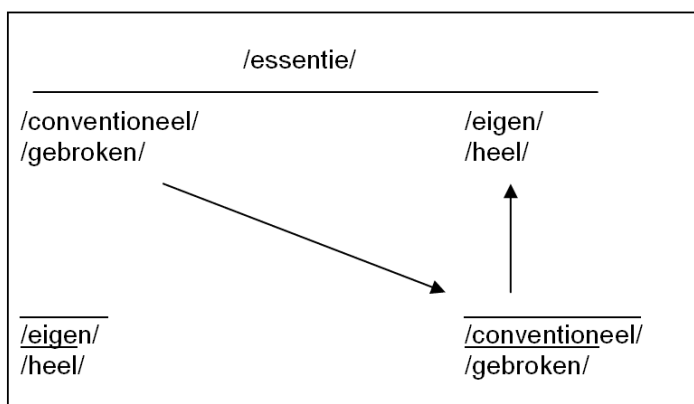 /essentie/
/conventioneel/ /eigen/
/gebroken/ /heel/
/eigen/ /conventioneel/
/heel/ /gebroken/